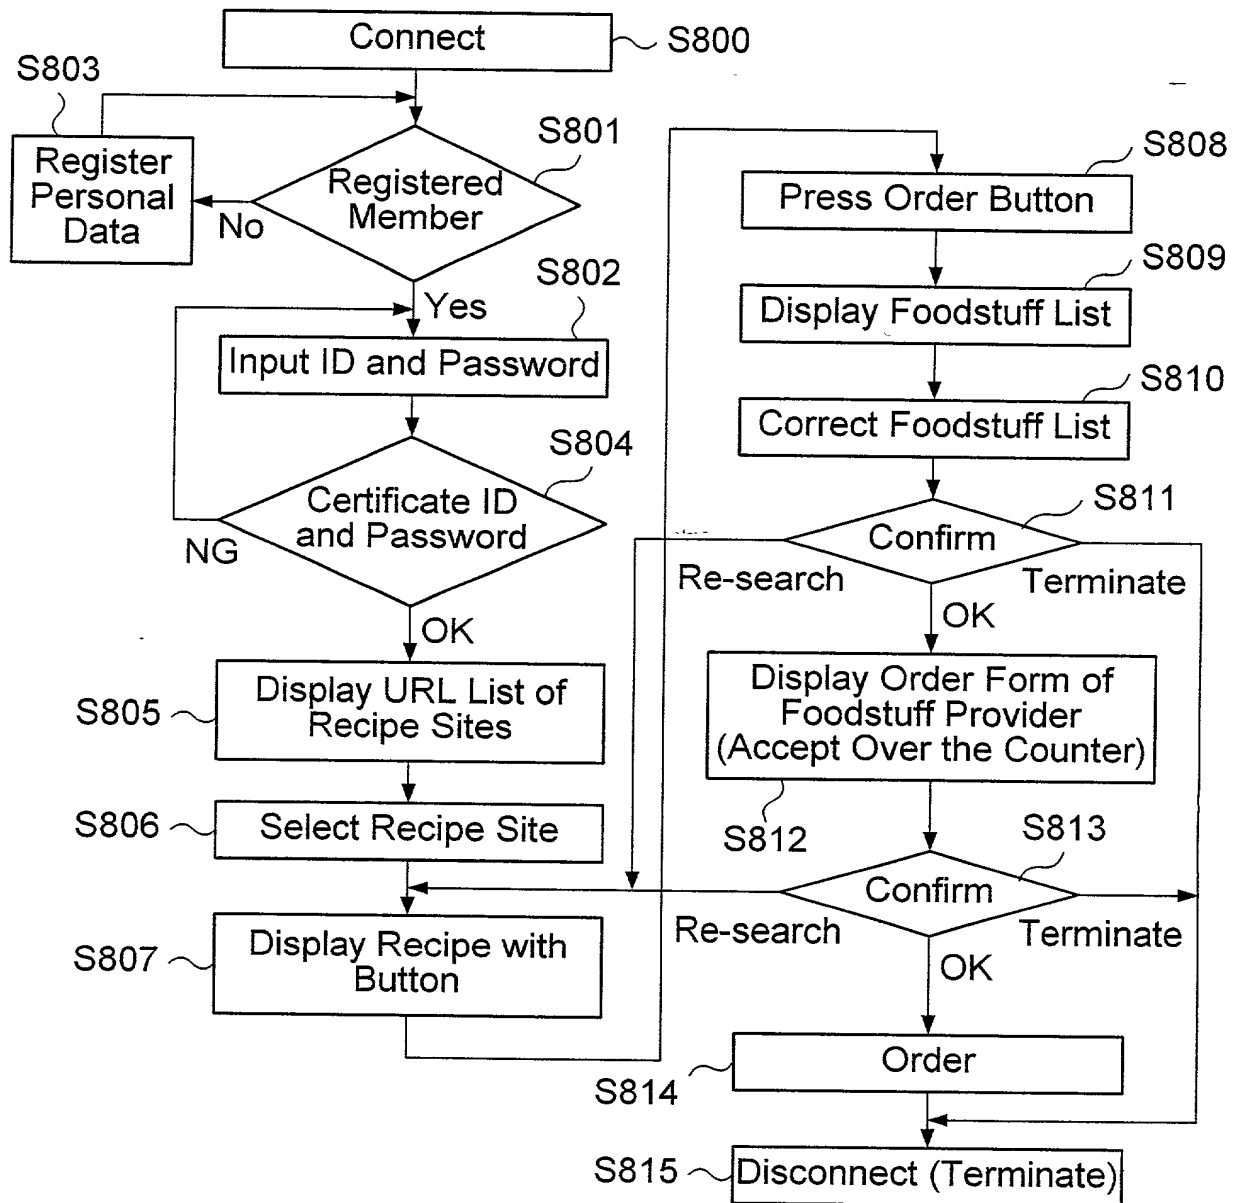 Connect
S800
S803
Register
Personal
Data
S801
Registered
Member
No
Yes
S802
Input ID and Password
S804
Certificate ID
and Password
NG
OK
S805
Display URL List of
Recipe Sites
S806
Select Recipe Site
S807
Display Recipe with
Button
S808
Press Order Button
S809
Display Foodstuff List
S810
Correct Foodstuff List
S811
Confirm
Re-search
Terminate
OK
Display Order Form of
Foodstuff Provider
(Accept Over the Counter)
S812
S813
Confirm
Re-search
Terminate
OK
Order
S814
S815
Disconnect (Terminate)